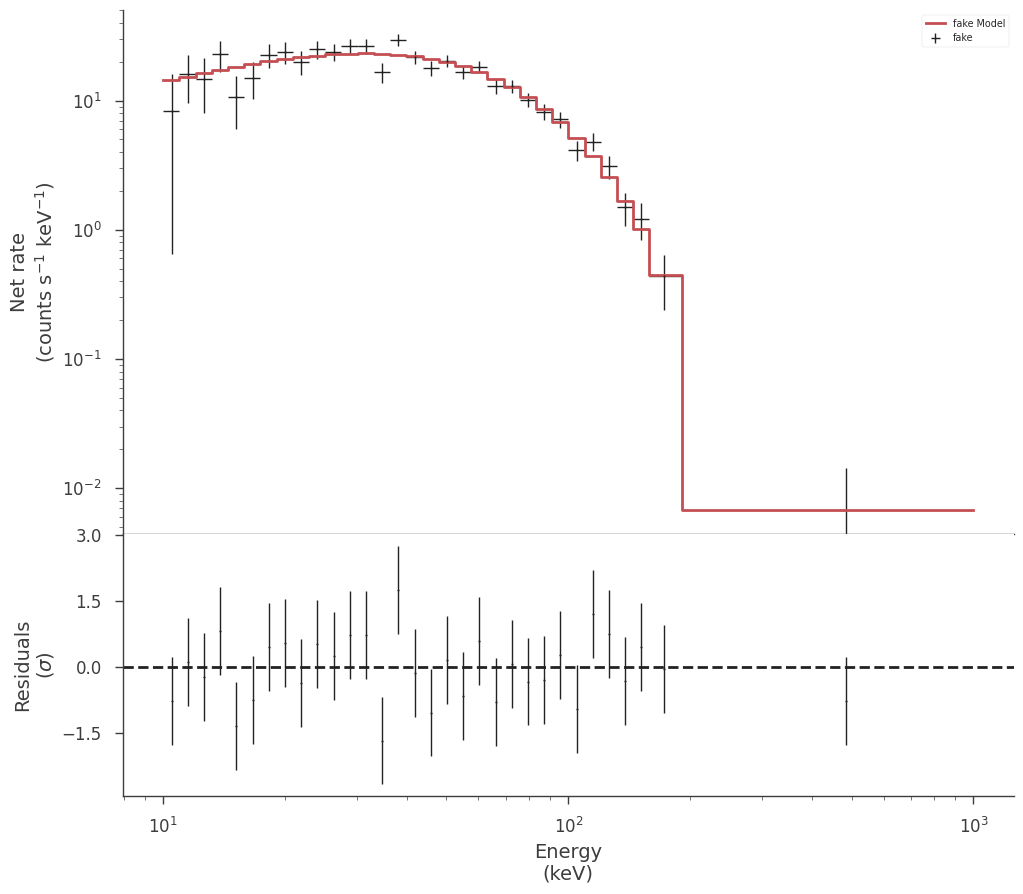 fake Model
fake
10¹
10⁰
10⁻¹
10⁻²
Net rate
(counts s⁻¹ keV⁻¹)
3.0
1.5
0.0
−1.5
Residuals
(σ)
10¹
10²
10³
Energy
(keV)